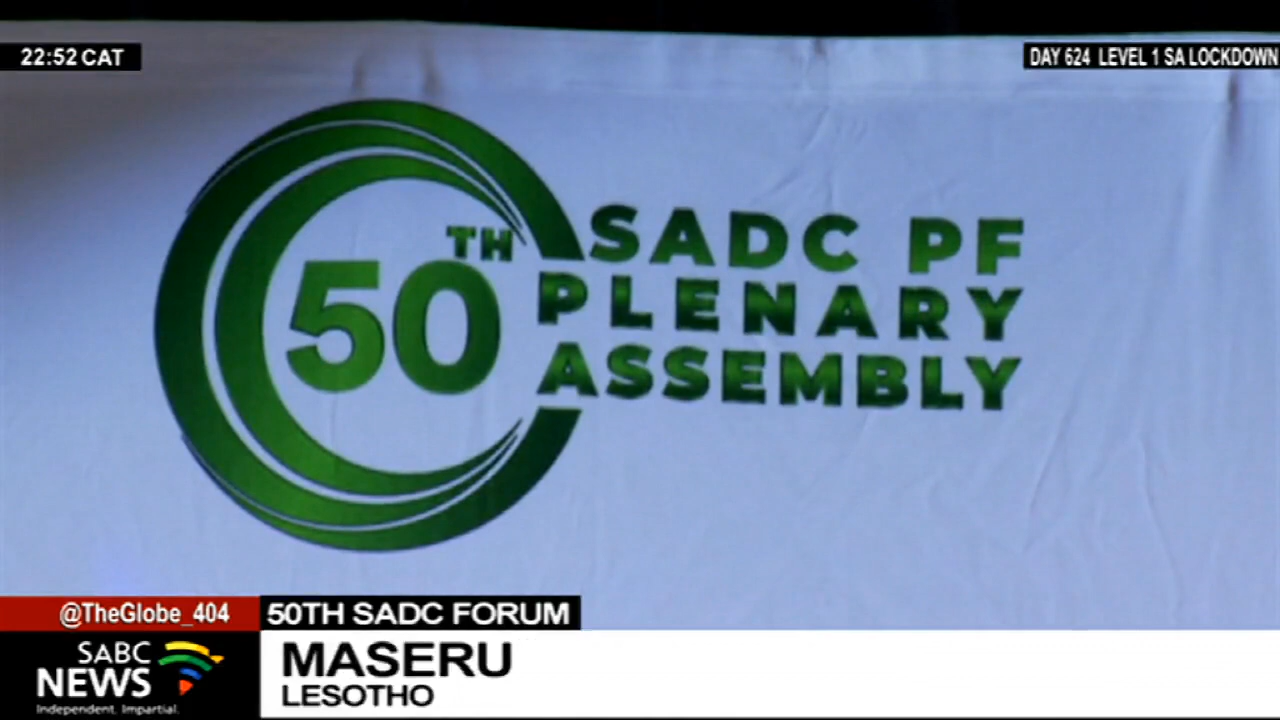 22:52 CAT
DAY 624 LEVEL 1 SA LOCKDOWN
50TH
SADC PF
PLENARY
ASSEMBLY
@TheGlobe_404
50TH SADC FORUM
SABC
NEWS
Independent. Impartial.
MASERU
LESOTHO